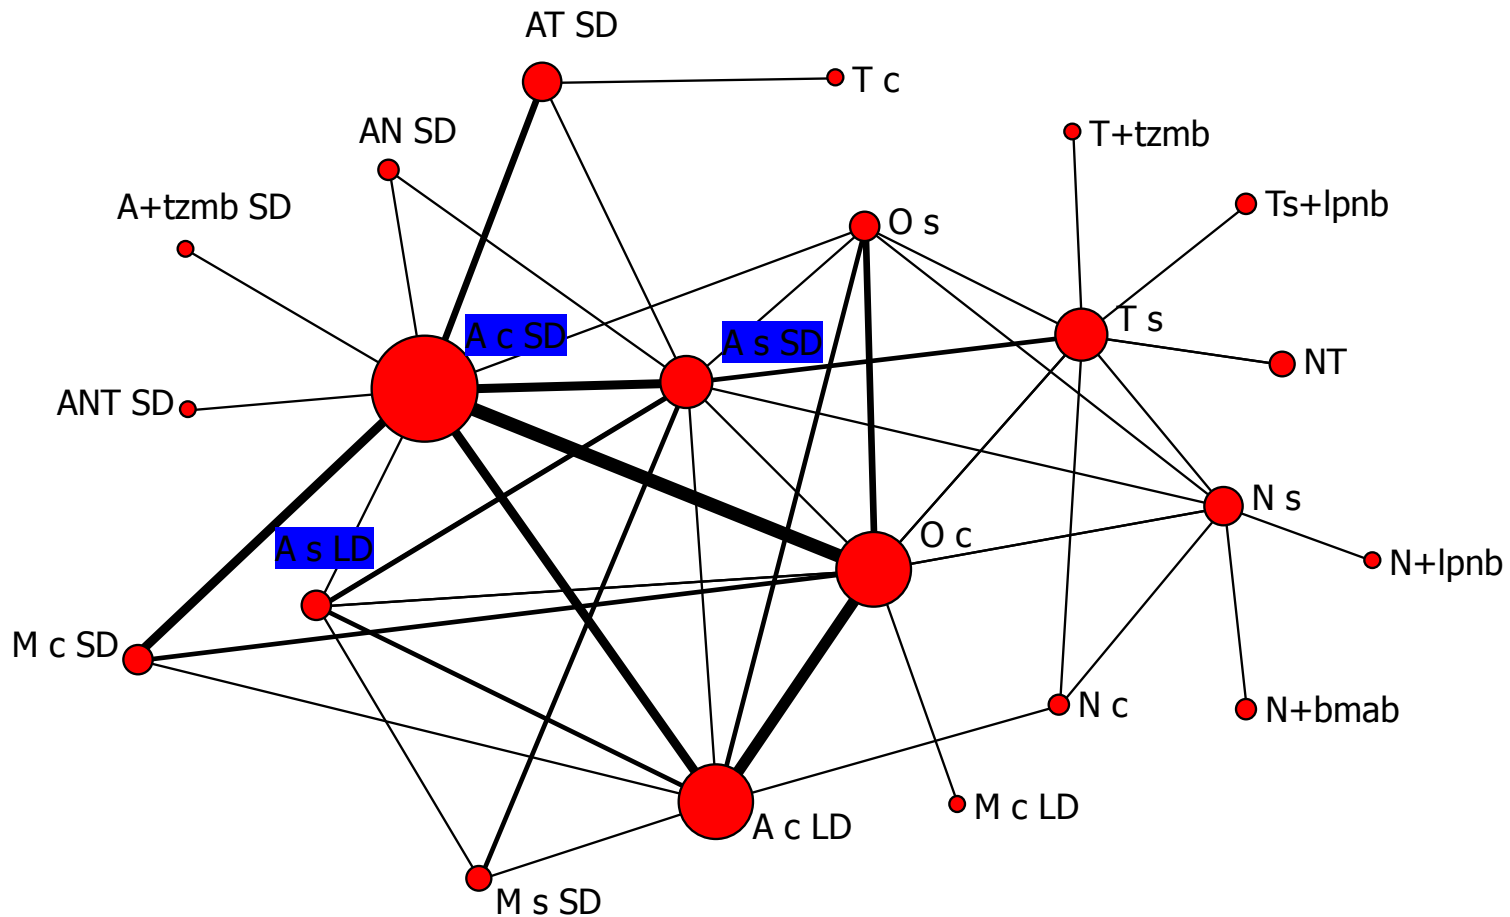 AT SD
T c
AN SD
T+tzmb
A+tzmb SD
Ts+lpnb
O s
A c SD
A s SD
T s
NT
ANT SD
N s
O c
A s LD
N+lpnb
M c SD
N c
N+bmab
M c LD
A c LD
M s SD